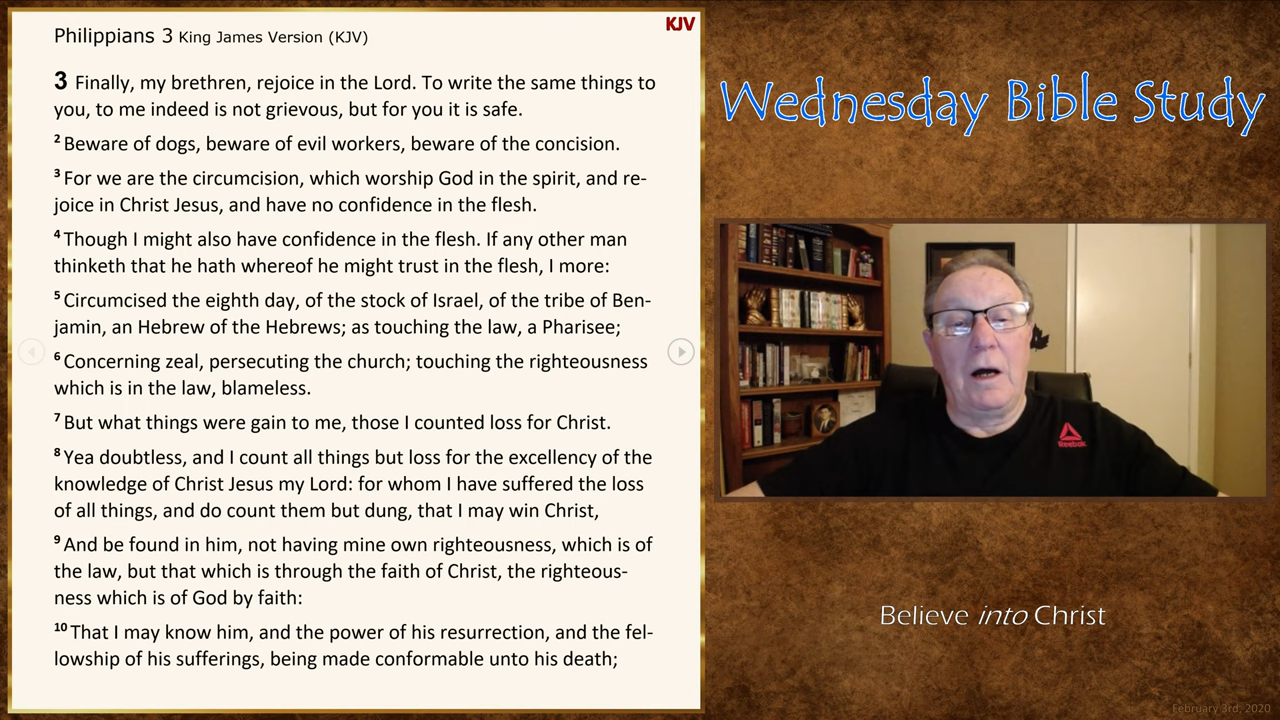 KJV
Philippians 3 King James Version (KJV)
3 Finally, my brethren, rejoice in the Lord. To write the same things to
you, to me indeed is not grievous, but for you it is safe.
2 Beware of dogs, beware of evil workers, beware of the concision.
3 For we are the circumcision, which worship God in the spirit, and re-
joice in Christ Jesus, and have no confidence in the flesh.
4 Though I might also have confidence in the flesh. If any other man
thinketh that he hath whereof he might trust in the flesh, I more:
5 Circumcised the eighth day, of the stock of Israel, of the tribe of Ben-
jamin, an Hebrew of the Hebrews; as touching the law, a Pharisee;
6 Concerning zeal, persecuting the church; touching the righteousness
which is in the law, blameless.
7 But what things were gain to me, those I counted loss for Christ.
8 Yea doubtless, and I count all things but loss for the excellency of the
knowledge of Christ Jesus my Lord: for whom I have suffered the loss
of all things, and do count them but dung, that I may win Christ,
9 And be found in him, not having mine own righteousness, which is of
the law, but that which is through the faith of Christ, the righteous-
ness which is of God by faith:
10 That I may know him, and the power of his resurrection, and the fel-
lowship of his sufferings, being made conformable unto his death;
Wednesday Bible Study
Reebok
Believe into Christ
February 3rd, 2020